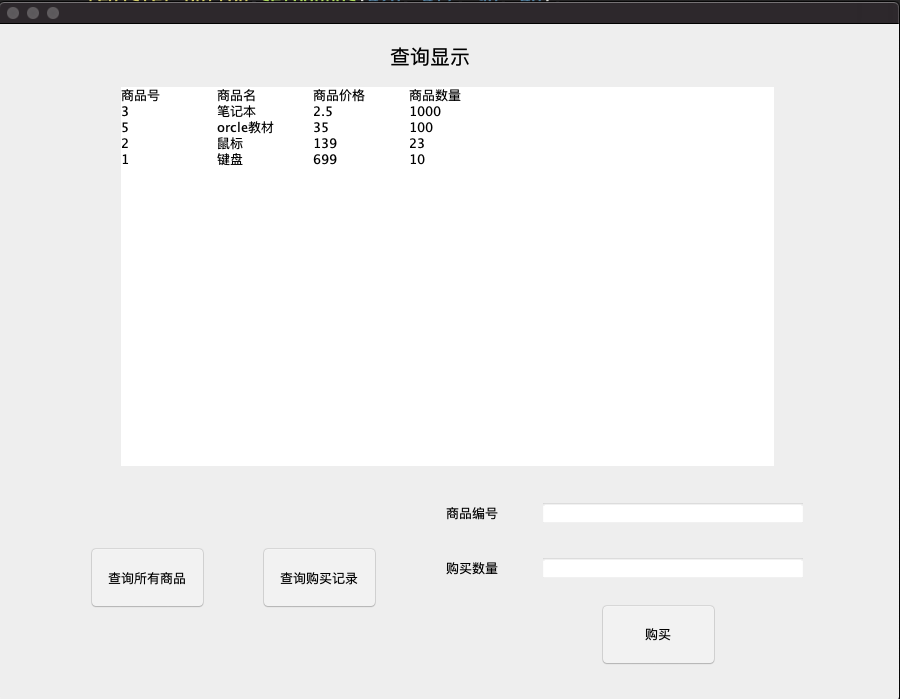 查询显示
商品号 商品名 商品价格 商品数量
3 笔记本 2.5 1000
5 orcle教材 35 100
2 鼠标 139 23
1 键盘 699 10
商品编号
购买数量
查询所有商品 查询购买记录
购买